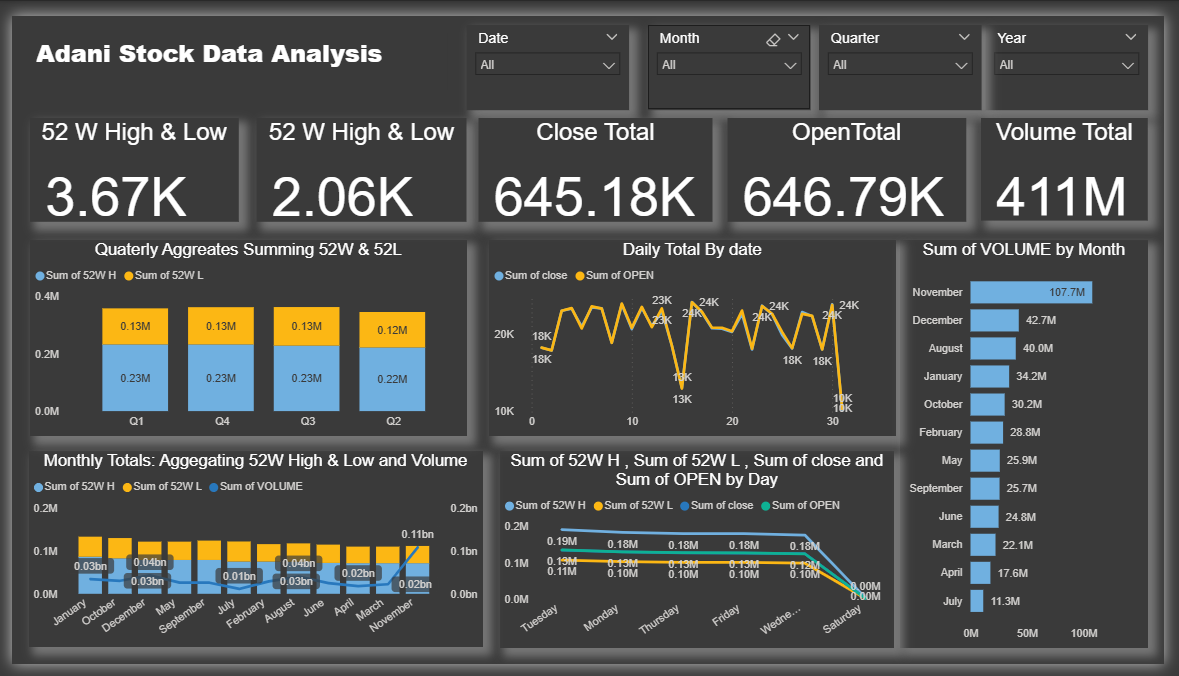 Adani Stock Data Analysis
Date
All
Month
All
Quarter
All
Year
All
52 W High & Low
3.67K
52 W High & Low
2.06K
Close Total
645.18K
OpenTotal
646.79K
Volume Total
411M
Quaterly Aggreates Summing 52W & 52L
Sum of 52W H Sum of 52W L
0.4M
0.2M
0.0M
0.13M 0.13M 0.13M 0.12M
0.23M 0.23M 0.23M 0.22M
Q1 Q4 Q3 Q2
Daily Total By date
Sum of close Sum of OPEN
20K
10K
18K
18K
23K
23K
13K
13K
24K
24K
24K
24K
18K
18K
24K
24K
10K
10K
0 10 20 30
Sum of VOLUME by Month
November 107.7M
December 42.7M
August 40.0M
January 34.2M
October 30.2M
February 28.8M
May 25.9M
September 25.7M
June 24.8M
March 22.1M
April 17.6M
July 11.3M
0M 50M 100M
Monthly Totals: Aggegating 52W High & Low and Volume
Sum of 52W H Sum of 52W L Sum of VOLUME
0.2M
0.1M
0.0M
0.2bn
0.1bn
0.0bn
0.03bn
0.04bn
0.03bn
0.01bn
0.04bn
0.03bn
0.02bn
0.11bn
0.02bn
January October December May September July February August June April March November
Sum of 52W H , Sum of 52W L , Sum of close and
Sum of OPEN by Day
Sum of 52W H Sum of 52W L Sum of close Sum of OPEN
0.2M
0.1M
0.0M
0.19M 0.18M 0.18M 0.18M 0.18M
0.13M 0.13M 0.13M 0.13M 0.12M
0.11M 0.10M 0.10M 0.10M 0.10M
0.00M
0.00M
Tuesday Monday Thursday Friday Wedne... Saturday